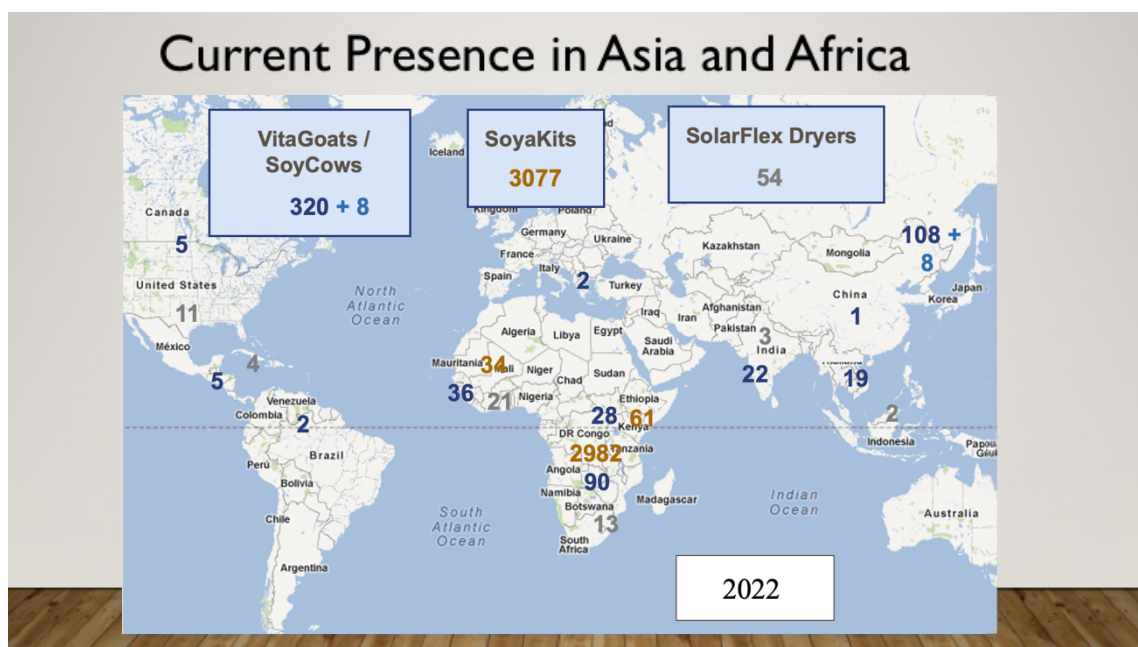 Current Presence in Asia and Africa
VitaGoats /
SoyCows
320 + 8
SoyaKits
3077
SolarFlex Dryers
54
Iceland
Canada
5
Kingdom
Poland
Germany
Ukraine
France
Italy
Spain
2
Turkey
Kazakhstan
Mongolia
108 +
8
United States
11
North
Atlantic
Ocean
Japan
Korea
China
1
Iraq
Iran
Afghanistan
Pakistan
3
India
22
19
México
4
5
Algeria
Libya
Egypt
Saudi
Arabia
Mauritania
34
Mali
Niger
Chad
Sudan
36
21
Nigeria
Ethiopia
Venezuela
Colombia
2
28
61
Kenya
DR Congo
2982
Tanzania
2
Indonesia
Papou
Gui
Perú
Brazil
Bolivia
Angola
90
Namibia
Botswana
Madagascar
13
South
Africa
Chile
Argentina
South
Atlantic
Ocean
Indian
Ocean
Australia
2022